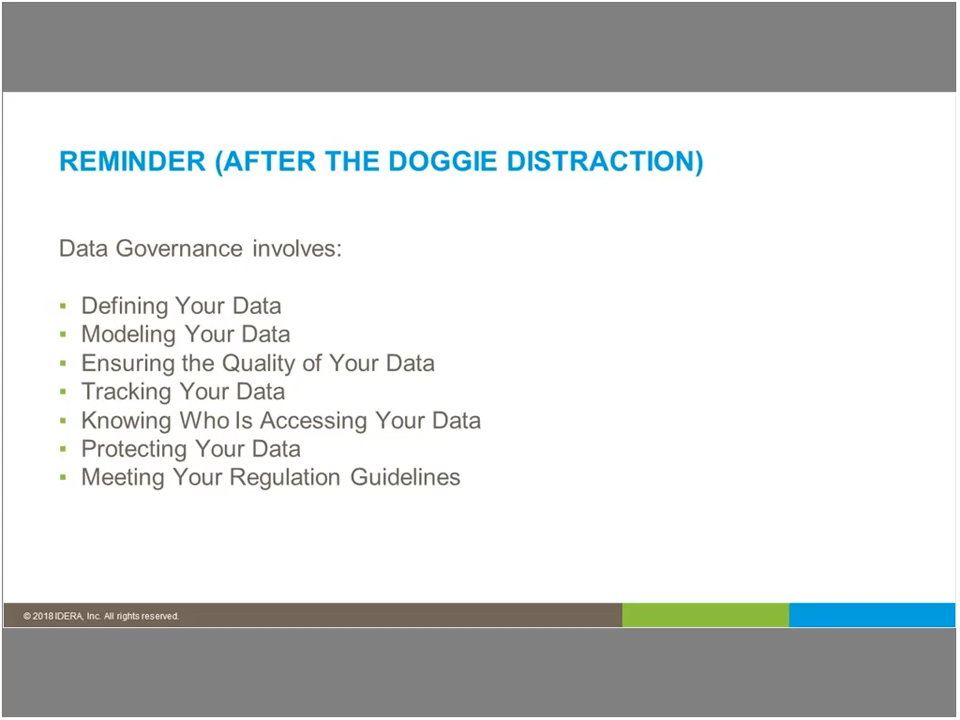 REMINDER (AFTER THE DOGGIE DISTRACTION)
Data Governance involves:
▪ Defining Your Data
▪ Modeling Your Data
▪ Ensuring the Quality of Your Data
▪ Tracking Your Data
▪ Knowing Who Is Accessing Your Data
▪ Protecting Your Data
▪ Meeting Your Regulation Guidelines
© 2018 IDERA, Inc. All rights reserved.